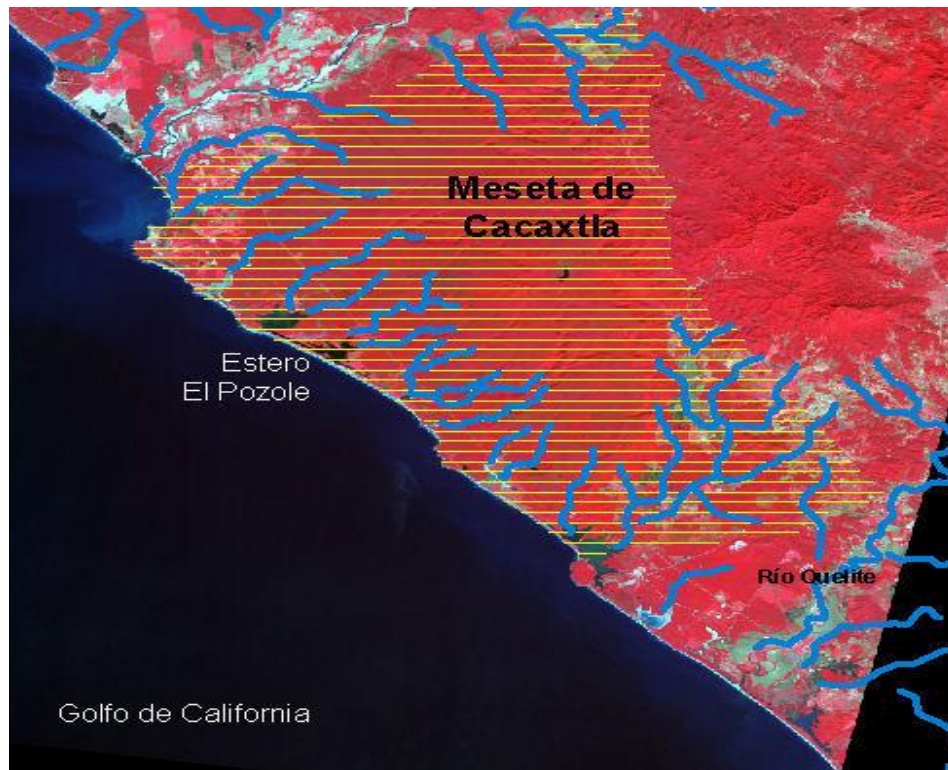 Meseta de
Cacaxtla
Estero
El Pozole
Río Quelite
Golfo de California